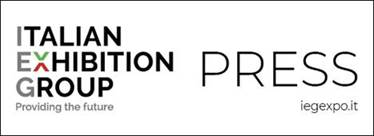 ITALIAN
EXHIBITION
GROUP
Providing the future
PRESS
iegexpo.it